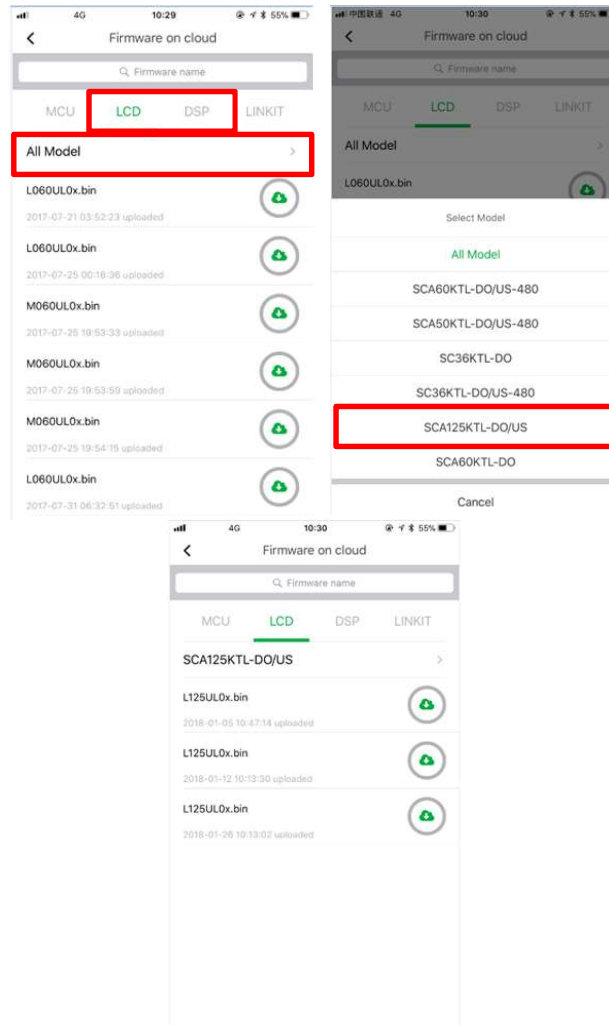 4G 10:29 55%
Firmware on cloud
Firmware name
MCU LCD DSP LINKIT
All Model
L060UL0x.bin
2017-07-21 03:52:23 uploaded
L060UL0x.bin
2017-07-25 00:16:36 uploaded
M060UL0x.bin
2017-07-25 19:53:33 uploaded
M060UL0x.bin
2017-07-25 19:53:59 uploaded
M060UL0x.bin
2017-07-25 19:54:15 uploaded
L060UL0x.bin
2017-07-31 06:32:51 uploaded
中国联通 4G 10:30 55%
Firmware on cloud
Firmware name
MCU LCD DSP LINKIT
All Model
L060UL0x.bin
Select Model
All Model
SCA60KTL-DO/US-480
SCA50KTL-DO/US-480
SC36KTL-DO
SC36KTL-DO/US-480
SCA125KTL-DO/US
SCA60KTL-DO
Cancel
4G 10:30 55%
Firmware on cloud
Firmware name
MCU LCD DSP LINKIT
SCA125KTL-DO/US
L125UL0x.bin
2018-01-05 10:47:14 uploaded
L125UL0x.bin
2018-01-12 10:13:30 uploaded
L125UL0x.bin
2018-01-26 10:13:02 uploaded